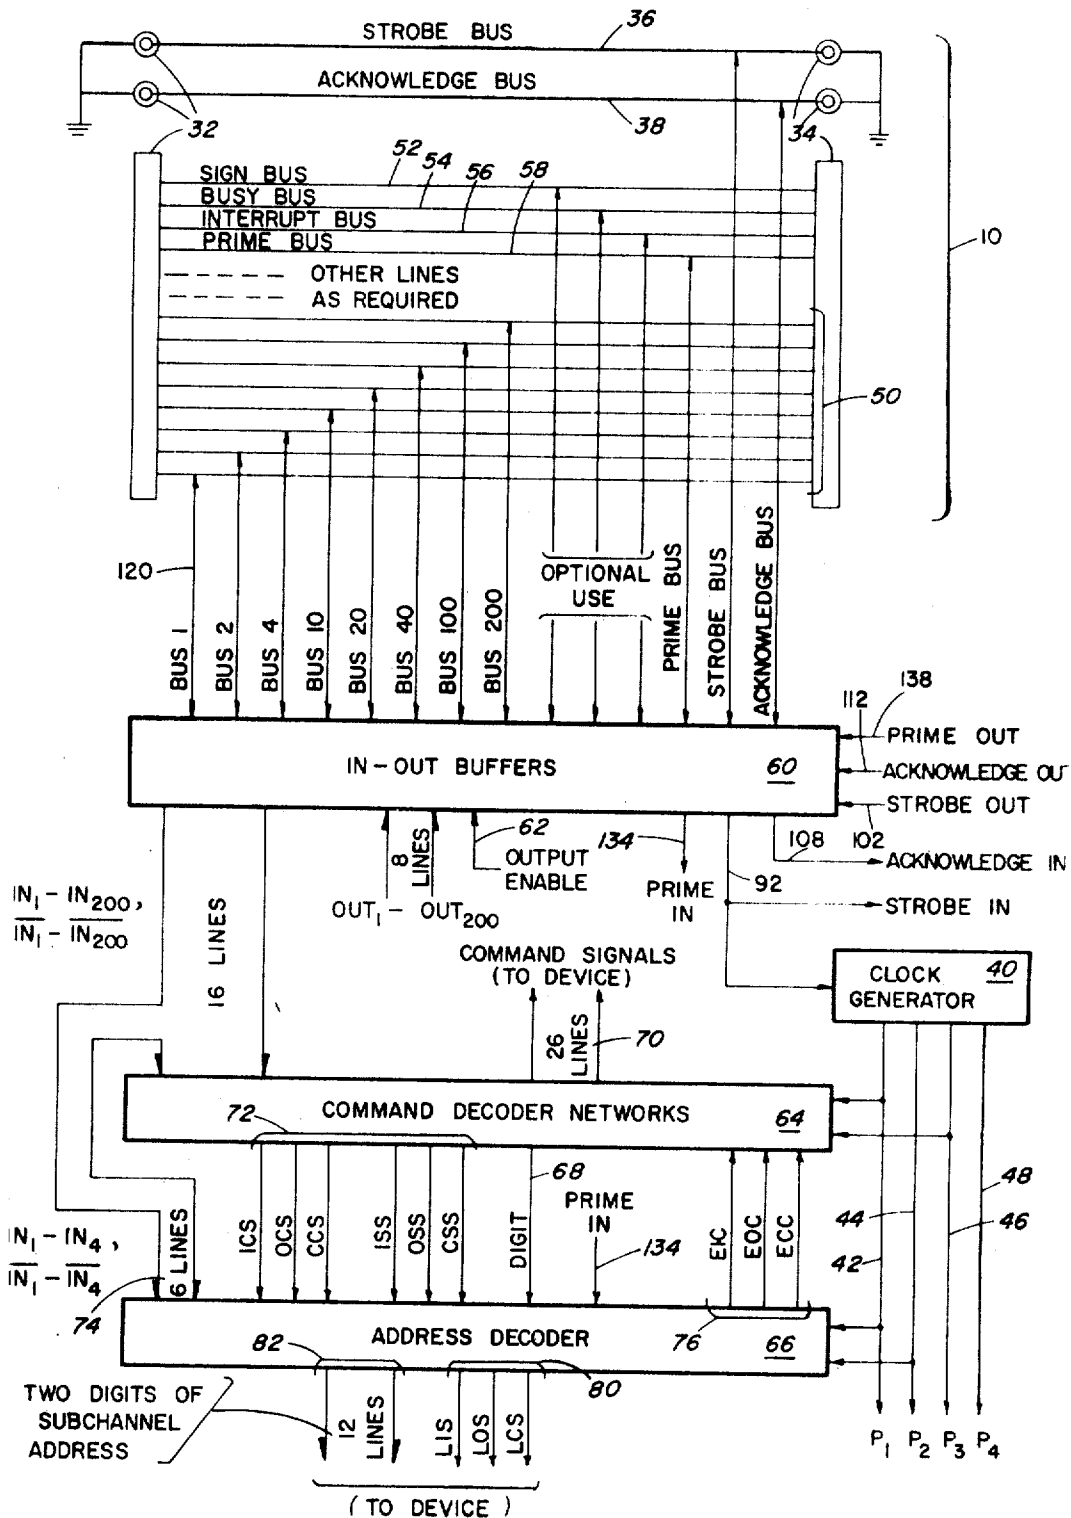 STROBE BUS
36
ACKNOWLEDGE BUS
38
32
34
SIGN BUS
52
BUSY BUS
54
INTERRUPT BUS
56
PRIME BUS
58
OTHER LINES
AS REQUIRED
10
50
120
OPTIONAL
USE
BUS 1
BUS 2
BUS 4
BUS 10
BUS 20
BUS 40
BUS 100
BUS 200
PRIME BUS
STROBE BUS
ACKNOWLEDGE BUS
112
138
PRIME OUT
IN-OUT BUFFERS
60
ACKNOWLEDGE OU
STROBE OUT
102
8
LINES
62
OUTPUT
ENABLE
134
PRIME
IN
92
108
ACKNOWLEDGE IN
STROBE IN
IN₁ - IN₂₀₀,
I̅N̅₁ - I̅N̅₂₀₀
16 LINES
OUT₁ - OUT₂₀₀
COMMAND SIGNALS
(TO DEVICE)
26
LINES
70
CLOCK
GENERATOR
40
COMMAND DECODER NETWORKS
64
72
68
ICS
OCS
CCS
ISS
OSS
CSS
DIGIT
PRIME
IN
134
EIC
EOC
ECC
48
44
46
42
IN₁ - IN₄,
I̅N̅₁ - I̅N̅₄
6 LINES
74
ADDRESS DECODER
66
76
82
80
TWO DIGITS OF
SUBCHANNEL
ADDRESS
12
LINES
LIS
LOS
LCS
P₁
P₂
P₃
P₄
(TO DEVICE)